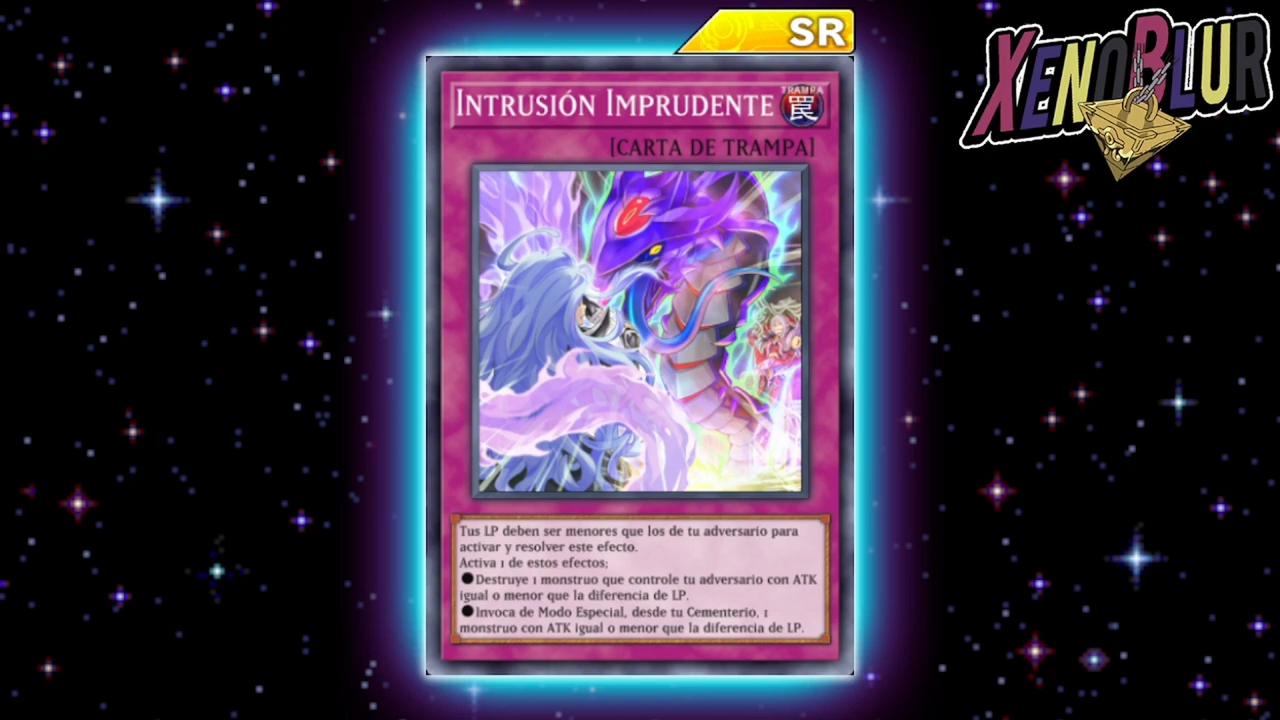 SR
XENOBLUR
INTRUSIÓN IMPRUDENTE
TRAMPA
罠
[CARTA DE TRAMPA]
Tus LP deben ser menores que los de tu adversario para
activar y resolver este efecto.
Activa 1 de estos efectos;
●Destruye 1 monstruo que controle tu adversario con ATK
igual o menor que la diferencia de LP.
●Invoca de Modo Especial, desde tu Cementerio, 1
monstruo con ATK igual o menor que la diferencia de LP.